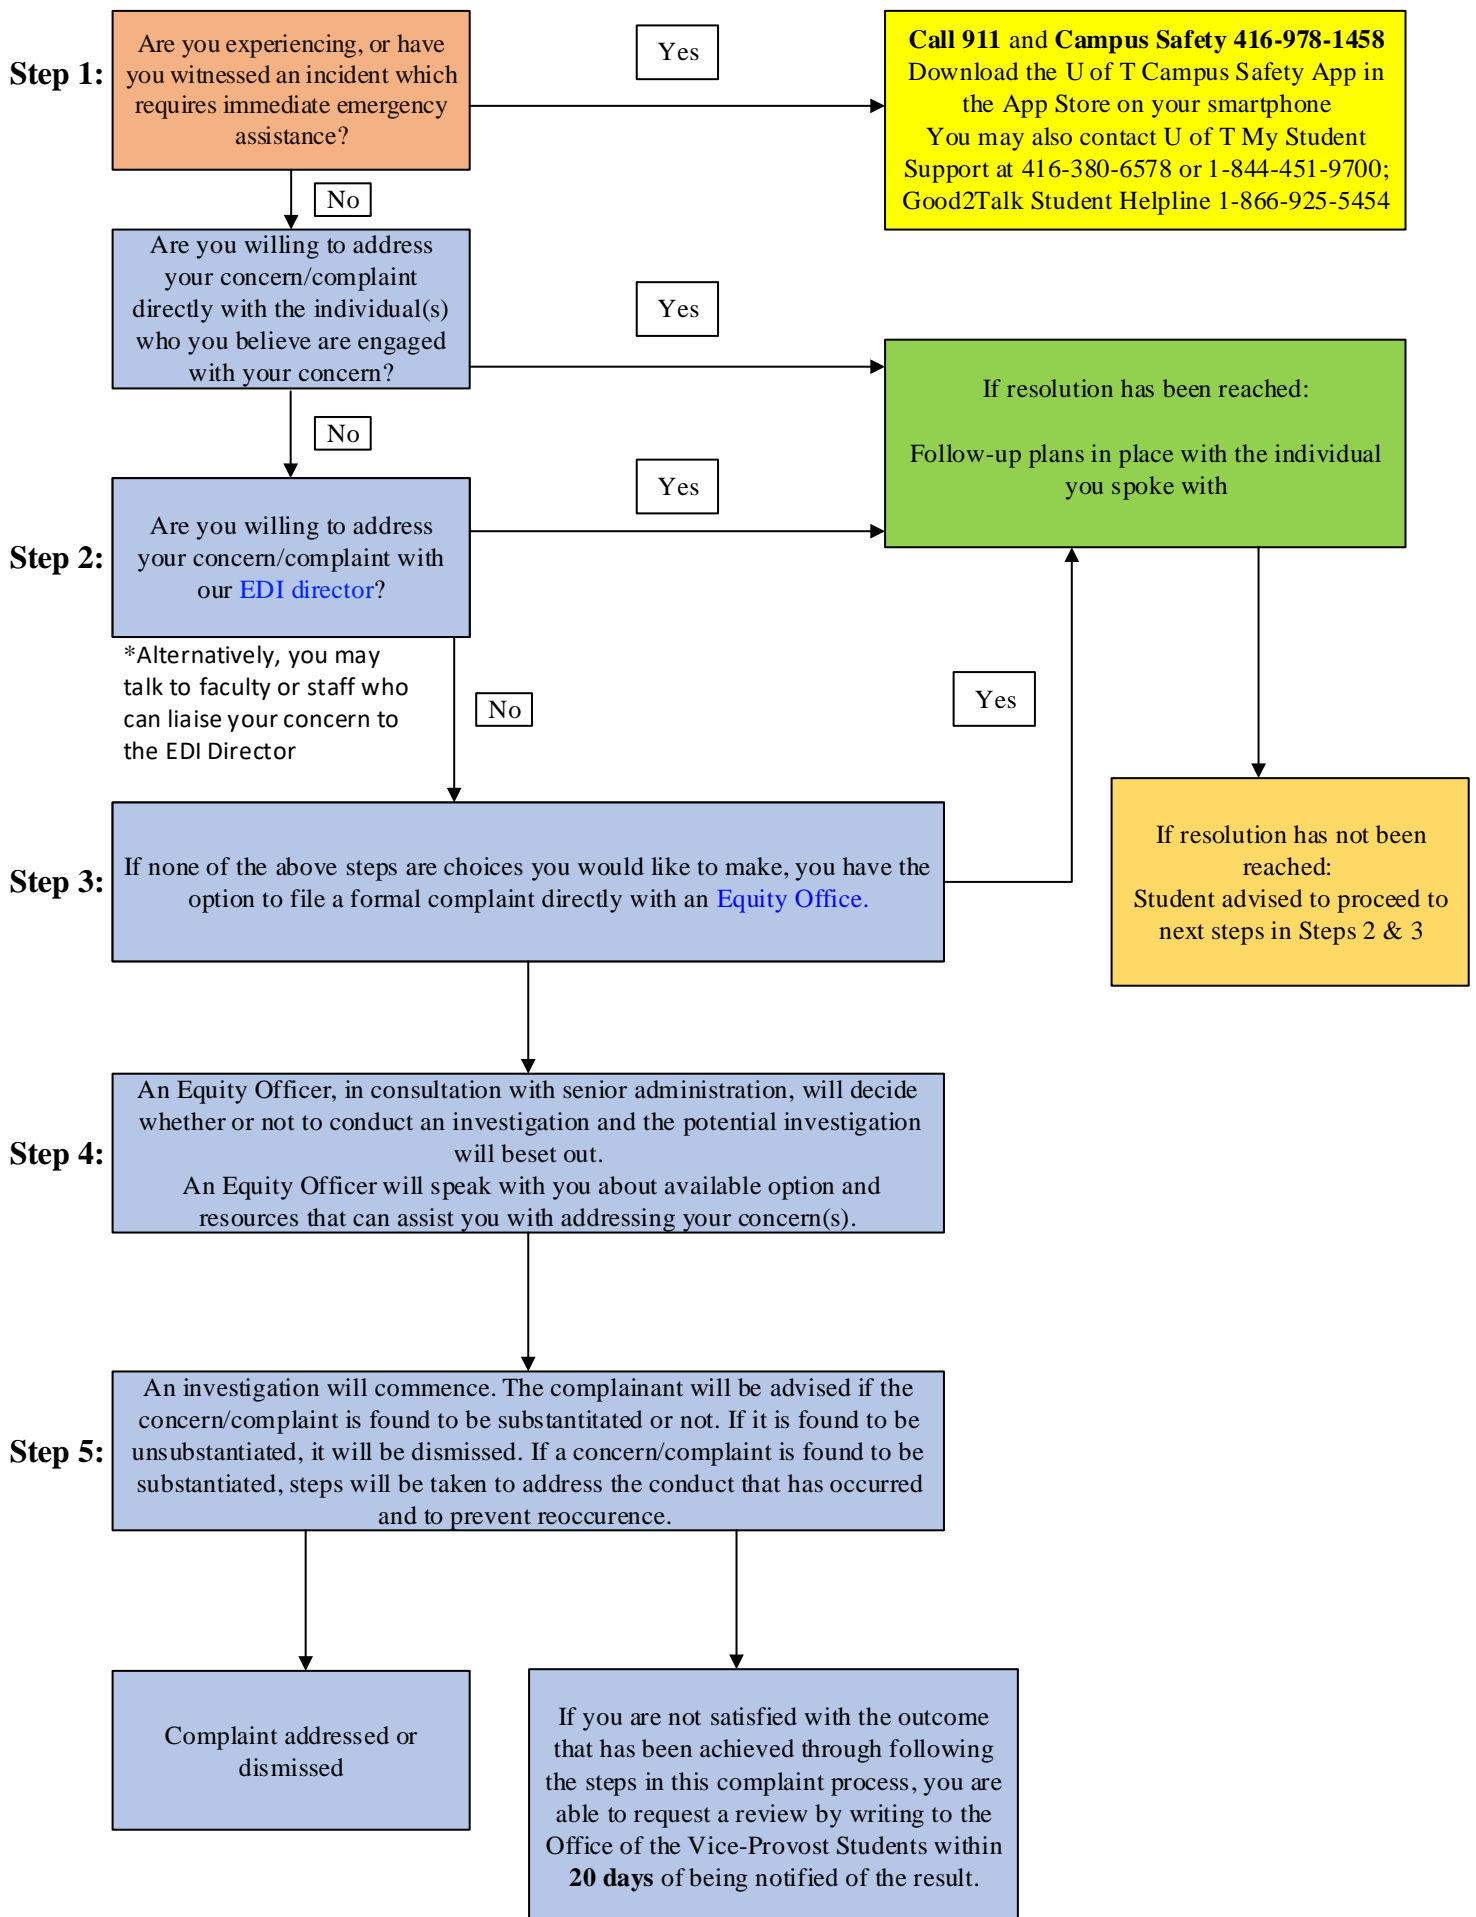 Step 1:
Are you experiencing, or have
you witnessed an incident which
requires immediate emergency
assistance?
Yes
Call 911 and Campus Safety 416-978-1458
Download the U of T Campus Safety App in
the App Store on your smartphone
You may also contact U of T My Student
Support at 416-380-6578 or 1-844-451-9700;
Good2Talk Student Helpline 1-866-925-5454
No
Are you willing to address
your concern/complaint
directly with the individual(s)
who you believe are engaged
with your concern?
Yes
If resolution has been reached:
Follow-up plans in place with the individual
you spoke with
No
Step 2:
Are you willing to address
your concern/complaint with
our EDI director?
Yes
*Alternatively, you may
talk to faculty or staff who
can liaise your concern to
the EDI Director
No
Yes
If resolution has not been
reached:
Student advised to proceed to
next steps in Steps 2 & 3
Step 3:
If none of the above steps are choices you would like to make, you have the
option to file a formal complaint directly with an Equity Office.
Step 4:
An Equity Officer, in consultation with senior administration, will decide
whether or not to conduct an investigation and the potential investigation
will beset out.
An Equity Officer will speak with you about available option and
resources that can assist you with addressing your concern(s).
Step 5:
An investigation will commence. The complainant will be advised if the
concern/complaint is found to be substantitated or not. If it is found to be
unsubstantiated, it will be dismissed. If a concern/complaint is found to be
substantiated, steps will be taken to address the conduct that has occurred
and to prevent reoccurence.
Complaint addressed or
dismissed
If you are not satisfied with the outcome
that has been achieved through following
the steps in this complaint process, you are
able to request a review by writing to the
Office of the Vice-Provost Students within
20 days of being notified of the result.